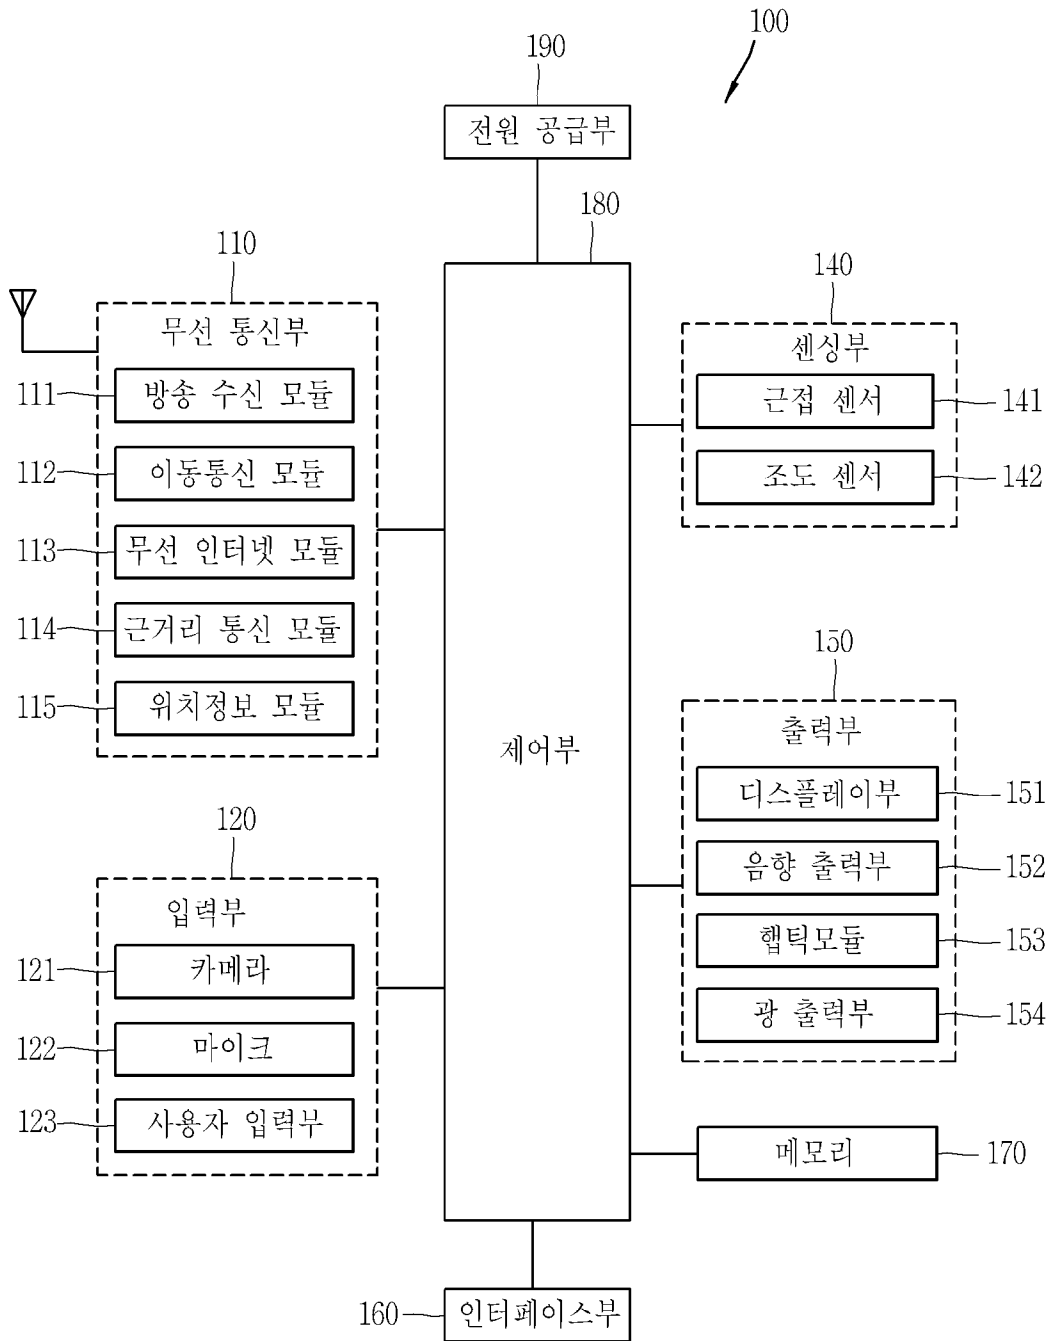 100
190
전원 공급부
180
110
무선 통신부
111
방송 수신 모듈
112
이동통신 모듈
113
무선 인터넷 모듈
114
근거리 통신 모듈
115
위치정보 모듈
120
입력부
121
카메라
122
마이크
123
사용자 입력부
제어부
140
센싱부
근접 센서
141
조도 센서
142
150
출력부
디스플레이부
151
음향 출력부
152
햅틱모듈
153
광 출력부
154
메모리
170
160
인터페이스부